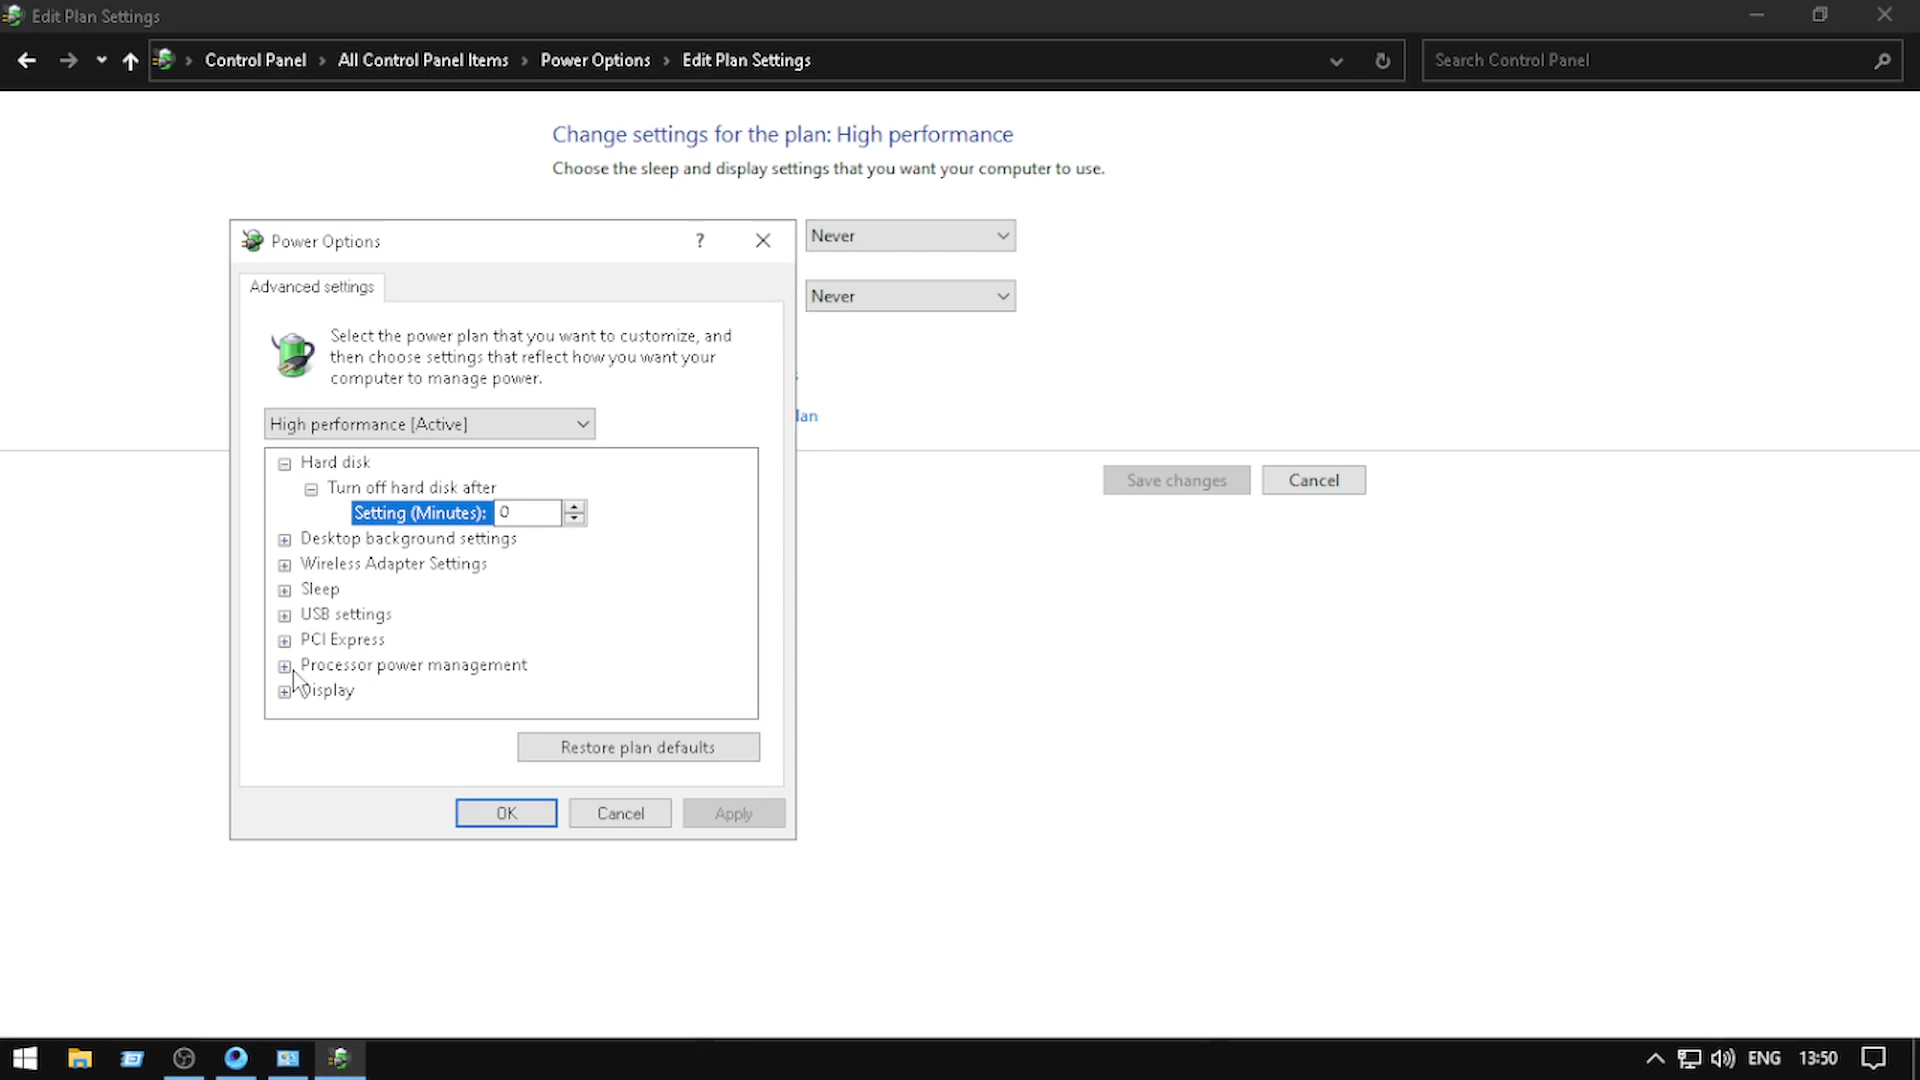 Edit Plan Settings
Control Panel
All Control Panel Items
Power Options
Edit Plan Settings
Search Control Panel
Change settings for the plan: High performance
Choose the sleep and display settings that you want your computer to use.
Power Options
?
Never
Advanced settings
Never
Select the power plan that you want to customize, and
then choose settings that reflect how you want your
computer to manage power.
s
lan
High performance [Active]
Hard disk
Turn off hard disk after
Setting (Minutes): 0
Desktop background settings
Wireless Adapter Settings
Sleep
USB settings
PCI Express
Processor power management
Display
Save changes
Cancel
Restore plan defaults
OK
Cancel
Apply
ENG
13:50